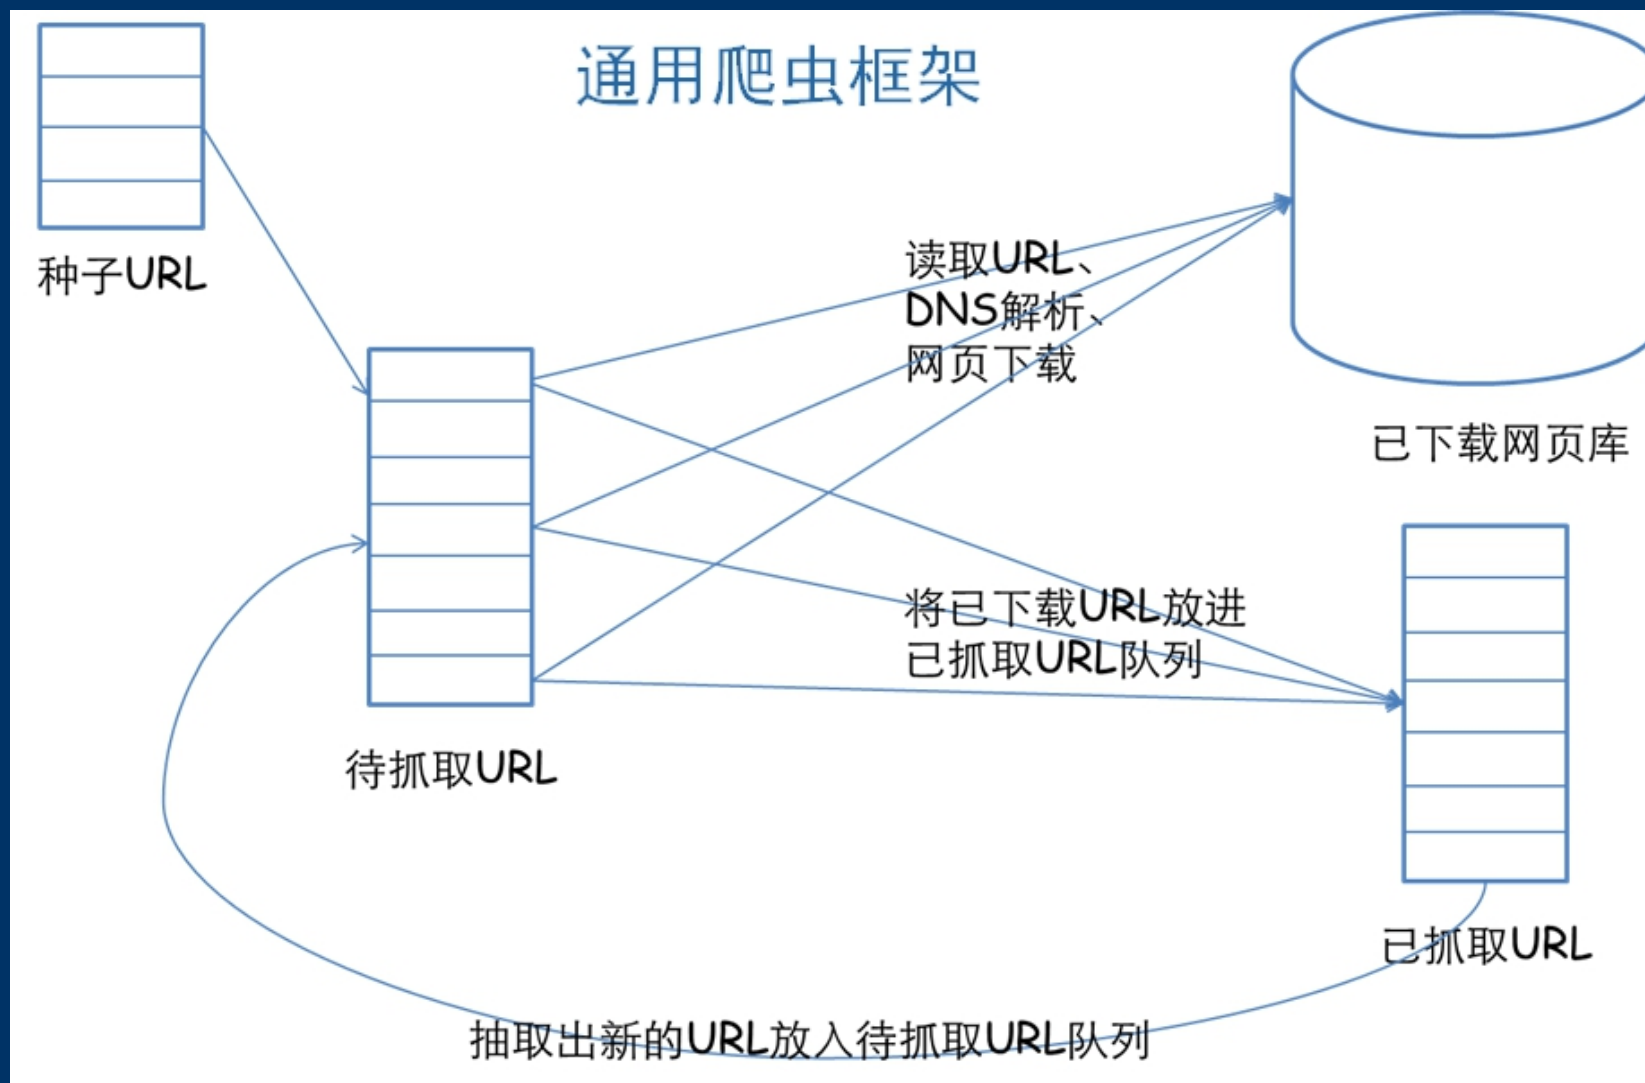 通用爬虫框架
种子URL
读取URL、
DNS解析、
网页下载
已下载网页库
将已下载URL放进
已抓取URL队列
待抓取URL
已抓取URL
抽取出新的URL放入待抓取URL队列